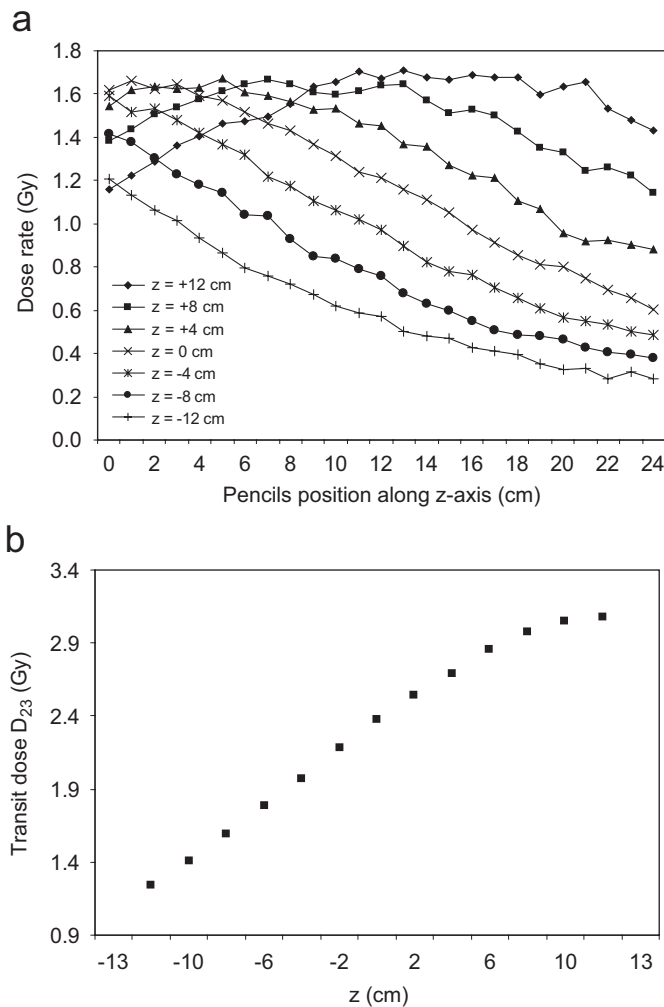 a
1.8
1.6
1.4
1.2
1.0
0.8
0.6
0.4
0.2
0.0
Dose rate (Gy)
z = +12 cm
z = +8 cm
z = +4 cm
z = 0 cm
z = -4 cm
z = -8 cm
z = -12 cm
0 2 4 6 8 10 12 14 16 18 20 22 24
Pencils position along z-axis (cm)
b
3.4
2.9
2.4
1.9
1.4
0.9
Transit dose D23 (Gy)
-13 -10 -6 -2 2 6 10 13
z (cm)